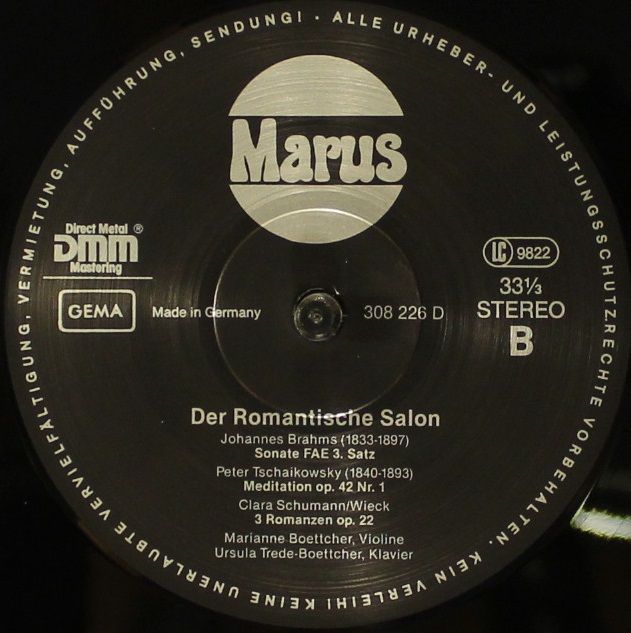 ALLE URHEBER- UND LEISTUNGSSCHUTZRECHTE VORBEHALTEN. KEIN VERLEIH! KEINE UNERLAUBTE VERVIELFÄLTIGUNG, VERMIETUNG, AUFFÜHRUNG, SENDUNG! ·
Marus
Direct Metal ®
DMM
Mastering
LC 9822
GEMA
Made in Germany
308 226 D
33⅓
STEREO
B
Der Romantische Salon
Johannes Brahms (1833-1897)
Sonate FAE 3. Satz
Peter Tschaikowsky (1840-1893)
Meditation op. 42 Nr. 1
Clara Schumann/Wieck
3 Romanzen op. 22
Marianne Boettcher, Violine
Ursula Trede-Boettcher, Klavier